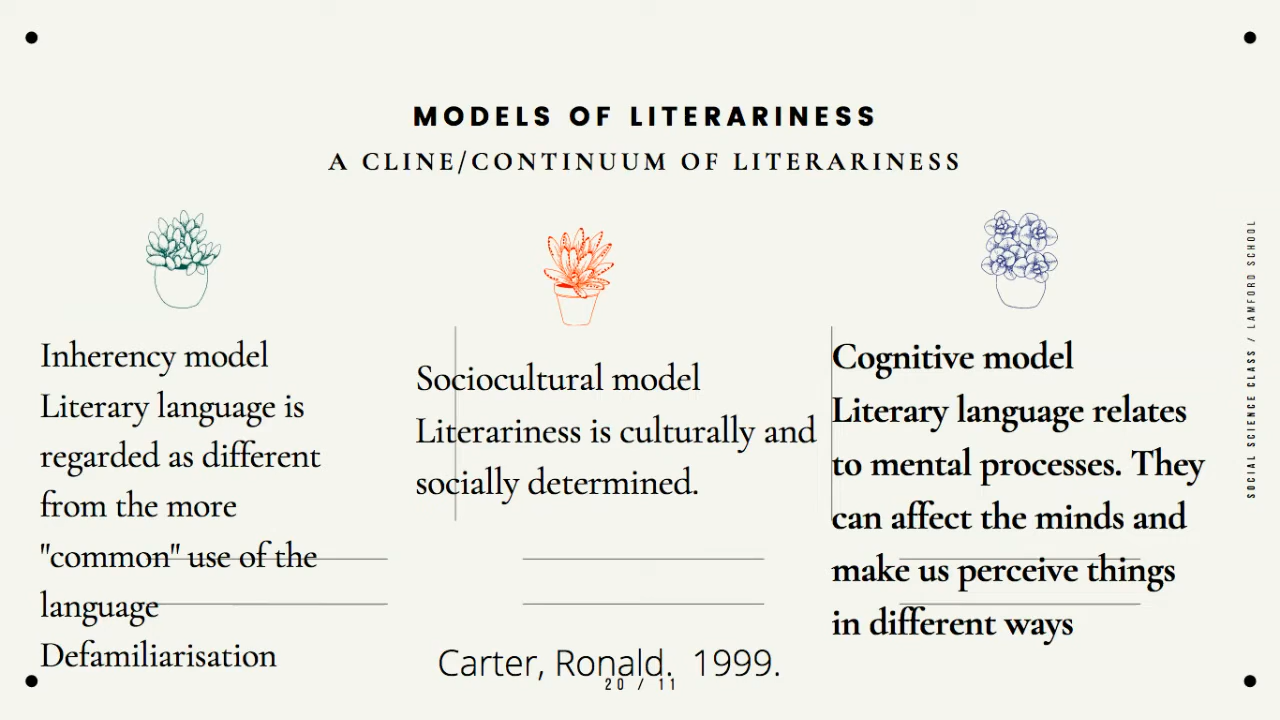 MODELS OF LITERARINESS
A CLINE/CONTINUUM OF LITERARINESS
Inherency model
Literary language is
regarded as different
from the more
"common" use of the
language
Defamiliarisation
Sociocultural model
Literariness is culturally and
socially determined.
Cognitive model
Literary language relates
to mental processes. They
can affect the minds and
make us perceive things
in different ways
Carter, Ronald. 1999.
20 / 11
SOCIAL SCIENCE CLASS / LAMFORD SCHOOL